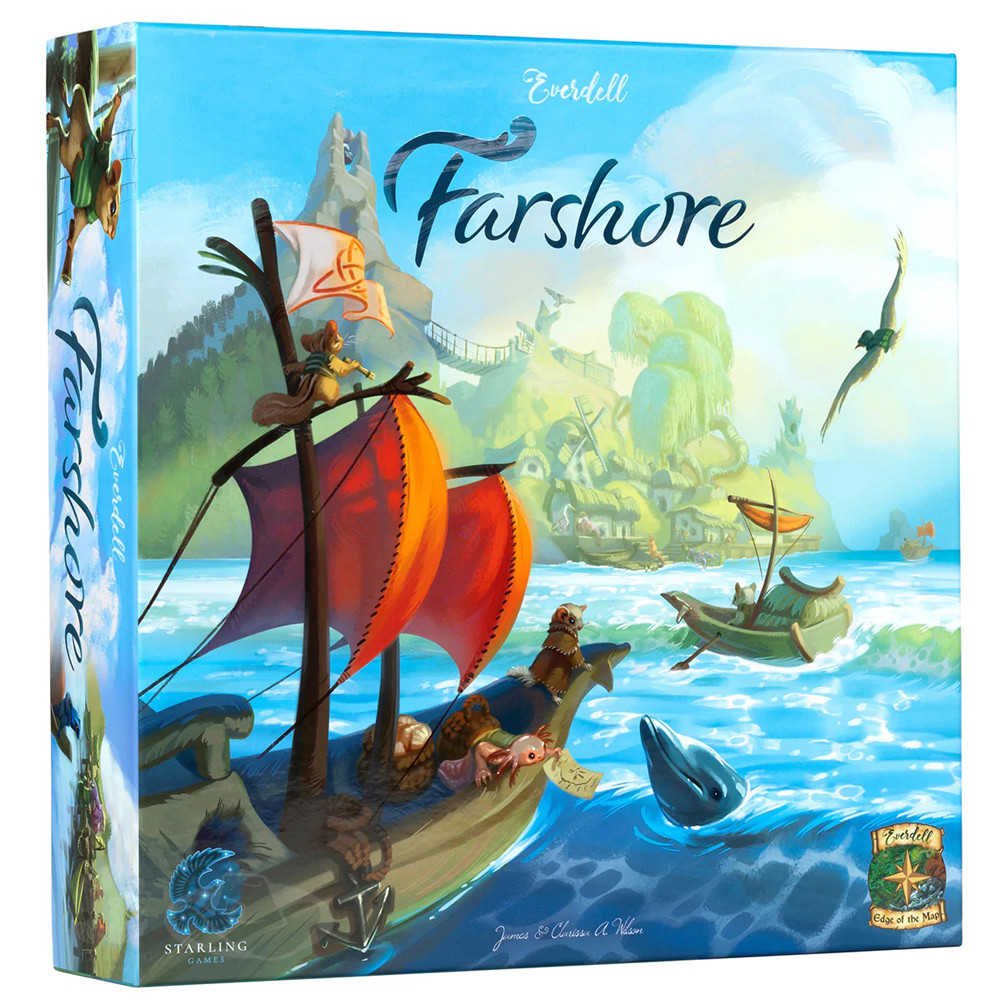 Everdell
Farshore
Farshore
Everdell
James & Clarissa A. Wilson
STARLING
GAMES
Everdell
Edge of the Map